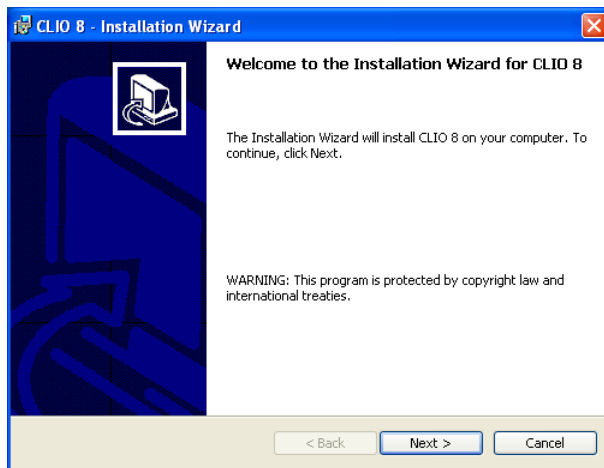 CLIO 8 - Installation Wizard
Welcome to the Installation Wizard for CLIO 8
The Installation Wizard will install CLIO 8 on your computer. To
continue, click Next.
WARNING: This program is protected by copyright law and
international treaties.
< Back
Next >
Cancel